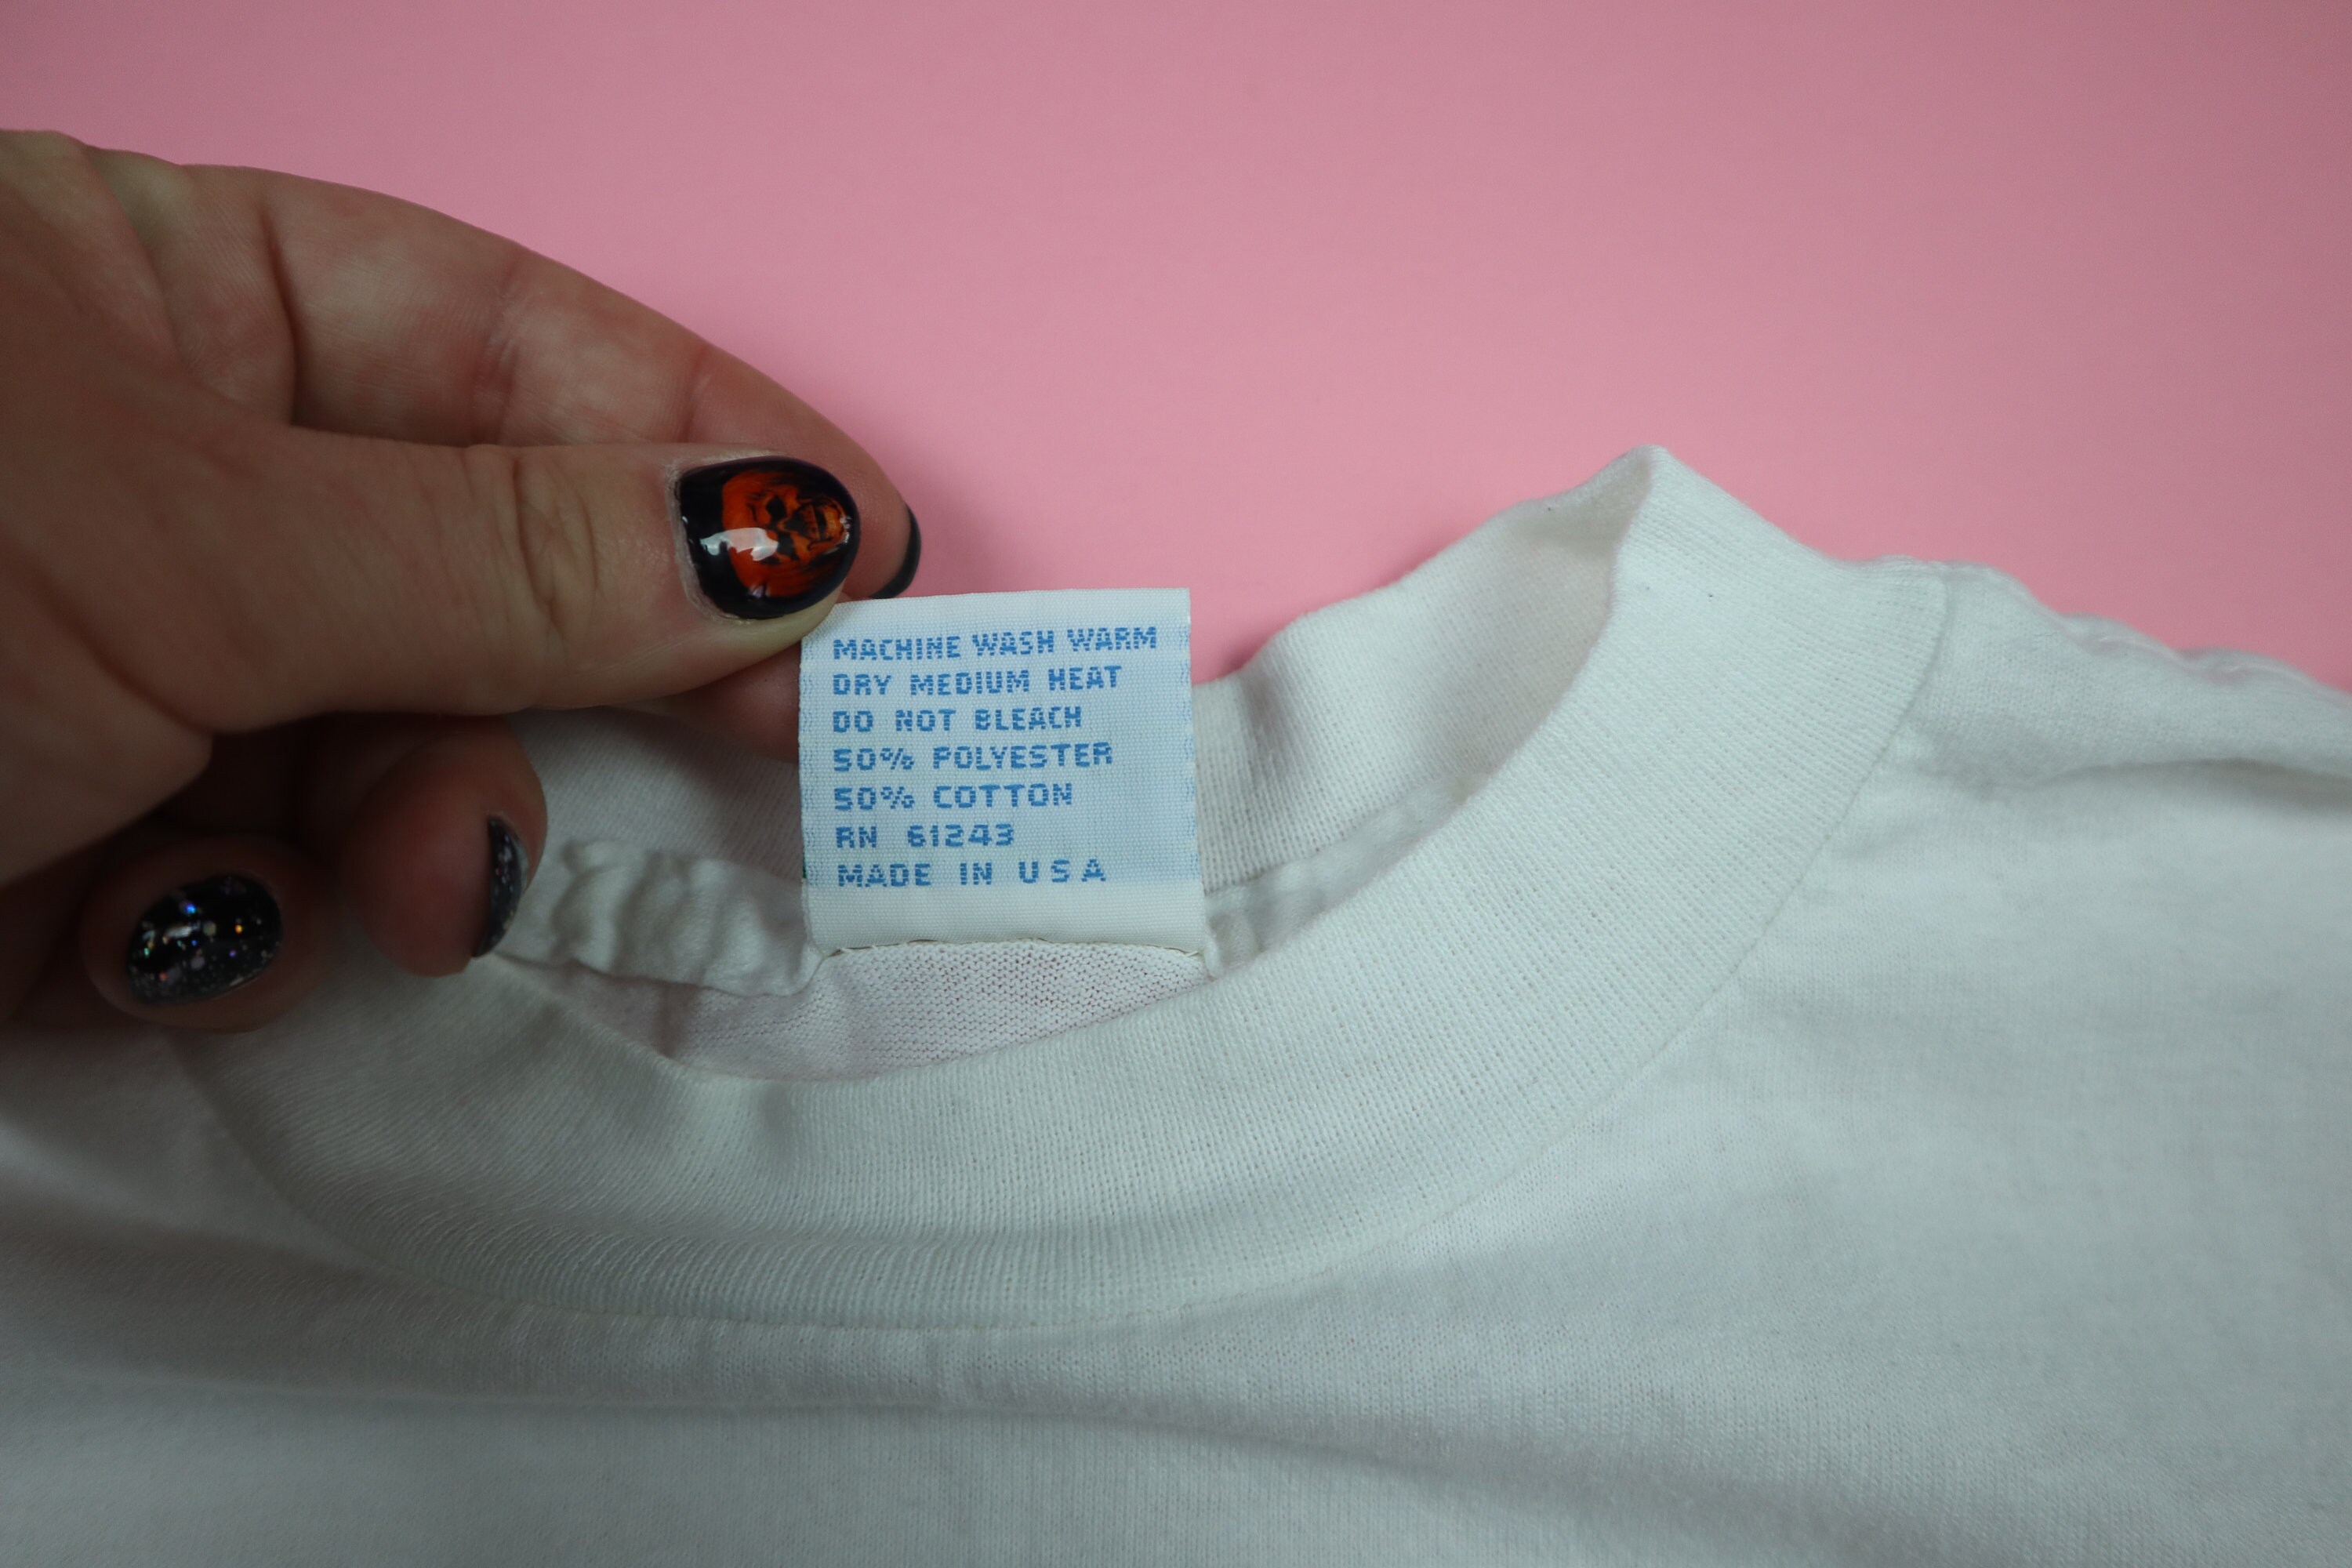 MACHINE WASH WARM
DRY MEDIUM HEAT
DO NOT BLEACH
50% POLYESTER
50% COTTON
RN 61243
MADE IN USA